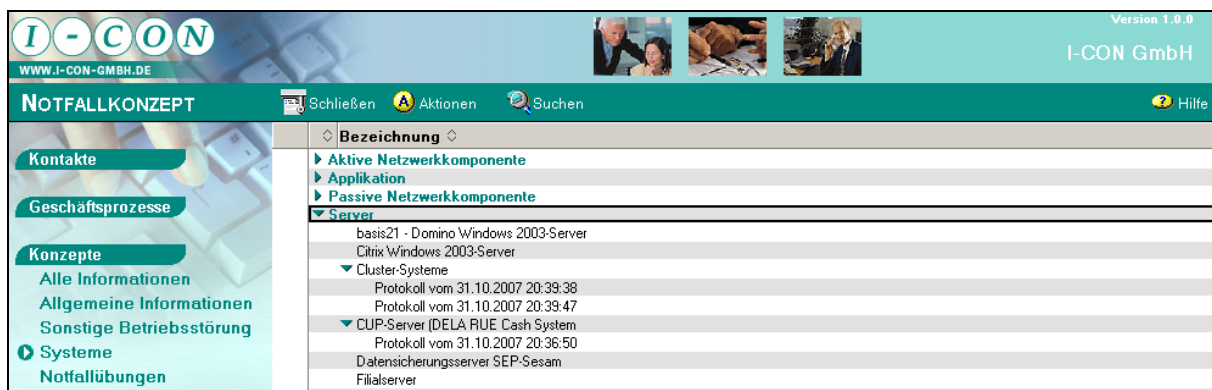 I-CON
WWW.I-CON-GMBH.DE
Version 1.0.0
I-CON GmbH
NOTFALLKONZEPT
Schließen
Aktionen
Suchen
Hilfe
Bezeichnung
Kontakte
Geschäftsprozesse
Konzepte
Alle Informationen
Allgemeine Informationen
Sonstige Betriebsstörung
Systeme
Notfallübungen
Aktive Netzwerkkomponente
Applikation
Passive Netzwerkkomponente
Server
basis21 - Domino Windows 2003-Server
Citrix Windows 2003-Server
Cluster-Systeme
Protokoll vom 31.10.2007 20:39:38
Protokoll vom 31.10.2007 20:39:47
CUP-Server (DELA RUE Cash System
Protokoll vom 31.10.2007 20:36:50
Datensicherungsserver SEP-Sesam
Filialserver